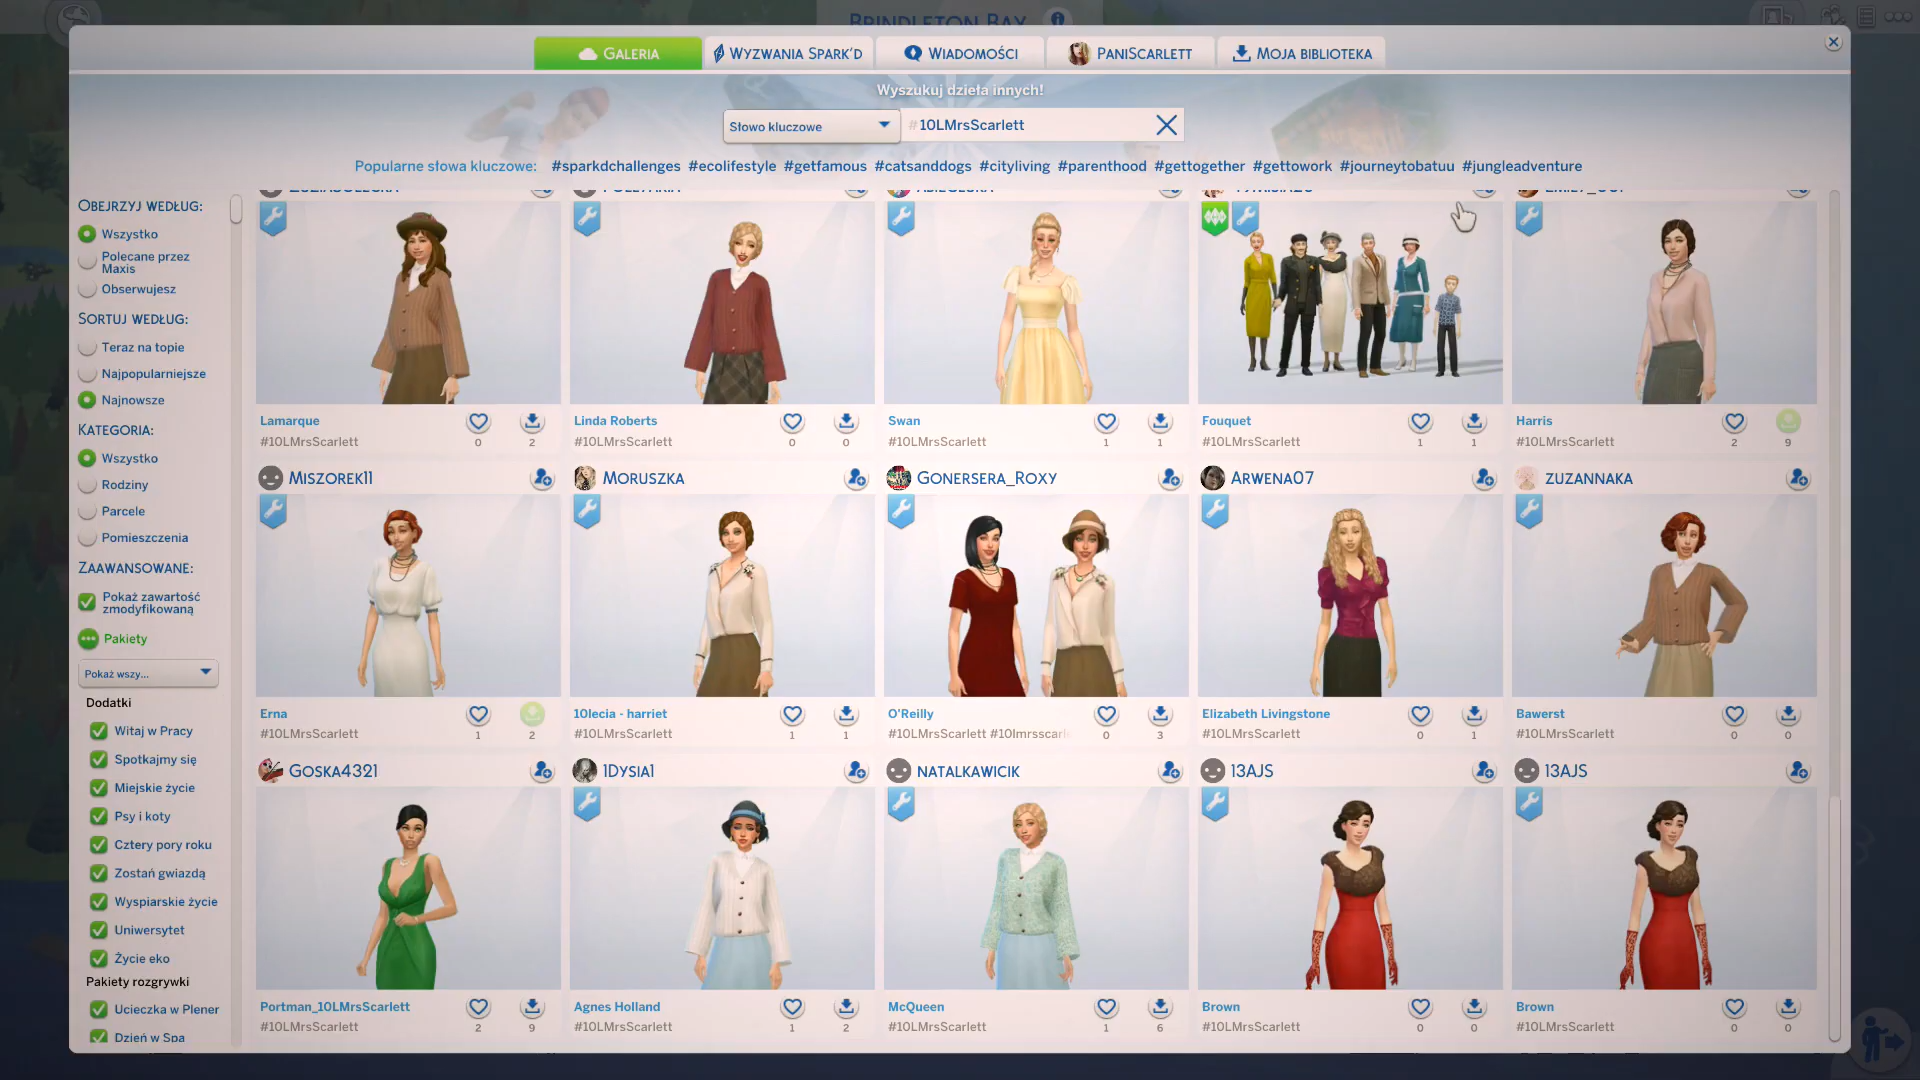 Brindleton Bay
Galeria
Wyzwania Spark'd
Wiadomości
PaniScarlett
Moja biblioteka
Wyszukuj dzieła innych!
Słowo kluczowe
# 10LMrsScarlett
Popularne słowa kluczowe: #sparkdchallenges #ecolifestyle #getfamous #catsanddogs #cityliving #parenthood #gettogether #gettowork #journeytobatuu #jungleadventure
Obejrzyj według:
Wszystko
Polecane przez
Maxis
Obserwujesz
Sortuj według:
Teraz na topie
Najpopularniejsze
Najnowsze
Kategoria:
Wszystko
Rodziny
Parcele
Pomieszczenia
Zaawansowane:
Pokaż zawartość
zmodyfikowaną
Pakiety
Pokaż wszy...
Dodatki
Witaj w Pracy
Spotkajmy się
Miejskie życie
Psy i koty
Cztery pory roku
Zostań gwiazdą
Wyspiarskie życie
Uniwersytet
Życie eko
Pakiety rozgrywki
Ucieczka w Plener
Dzień w Spa
Lamarque
#10LMrsScarlett
0 2
Linda Roberts
#10LMrsScarlett
0 0
Swan
#10LMrsScarlett
1 1
Fouquet
#10LMrsScarlett
1 1
Harris
#10LMrsScarlett
2 9
Miszorek11
Erna
#10LMrsScarlett
1 2
Moruszka
10lecia - harriet
#10LMrsScarlett
1 1
Gonersera_Roxy
O'Reilly
#10LMrsScarlett #10lmrsscarl
0 3
Arwena07
Elizabeth Livingstone
#10LMrsScarlett
0 1
zuzannaka
Bawerst
#10LMrsScarlett
0 0
Goska4321
Portman_10LMrsScarlett
#10LMrsScarlett
2 9
1Dysia1
Agnes Holland
#10LMrsScarlett
1 2
natalkawicik
McQueen
#10LMrsScarlett
1 6
13AJS
Brown
#10LMrsScarlett
0 0
13AJS
Brown
#10LMrsScarlett
0 0